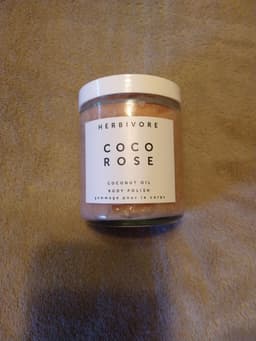 HERBIVORE
COCO
ROSE
COCONUT OIL
BODY POLISH
gommage pour le corps